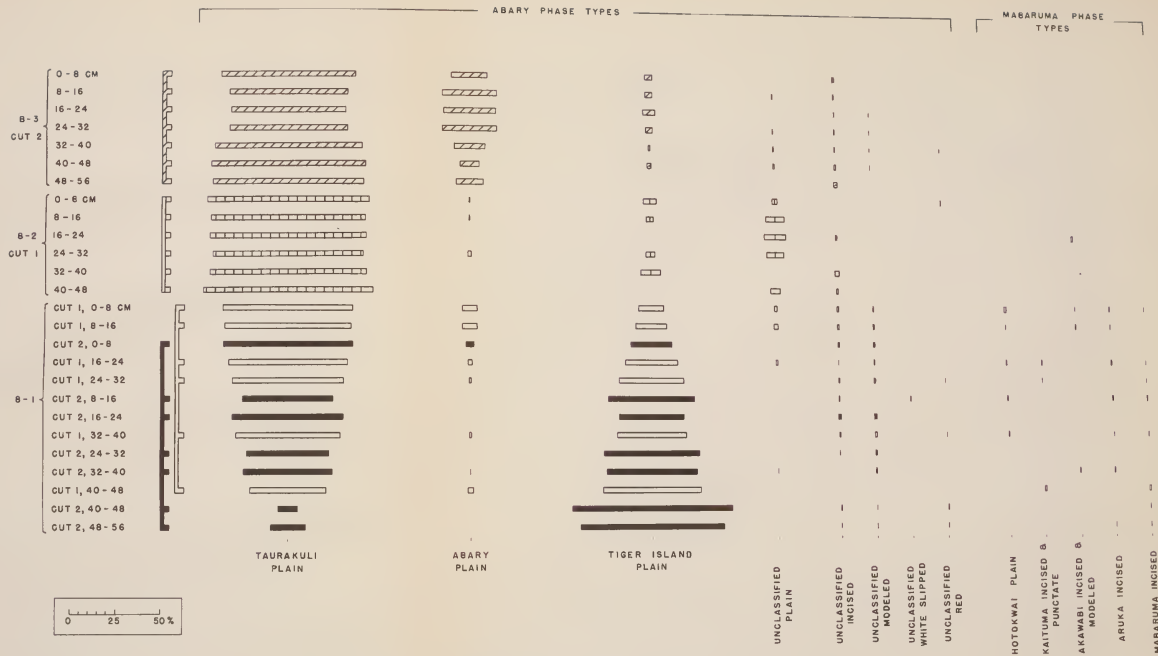 ABARY PHASE TYPES
MABARUMA PHASE
TYPES
0-8 CM
8-16
16-24
24-32
32-40
40-48
48-56
B-3
CUT 2
0-8 CM
8-16
16-24
24-32
32-40
40-48
B-2
CUT 1
CUT 1, 0-8 CM
CUT 1, 8-16
CUT 2, 0-8
CUT 1, 16-24
CUT 1, 24-32
CUT 2, 8-16
CUT 2, 16-24
CUT 1, 32-40
CUT 2, 24-32
CUT 2, 32-40
CUT 1, 40-48
CUT 2, 40-48
CUT 2, 48-56
B-1
TAURAKULI
PLAIN
ABARY
PLAIN
TIGER ISLAND
PLAIN
UNCLASSIFIED
PLAIN
UNCLASSIFIED
INCISED
UNCLASSIFIED
MODELED
UNCLASSIFIED
WHITE SLIPPED
UNCLASSIFIED
RED
HOTOKWAI PLAIN
KAITUMA INCISED &
PUNCTATE
AKAWABI INCISED &
MODELED
ARUKA INCISED
MABARUMA INCISED
0 25 50%